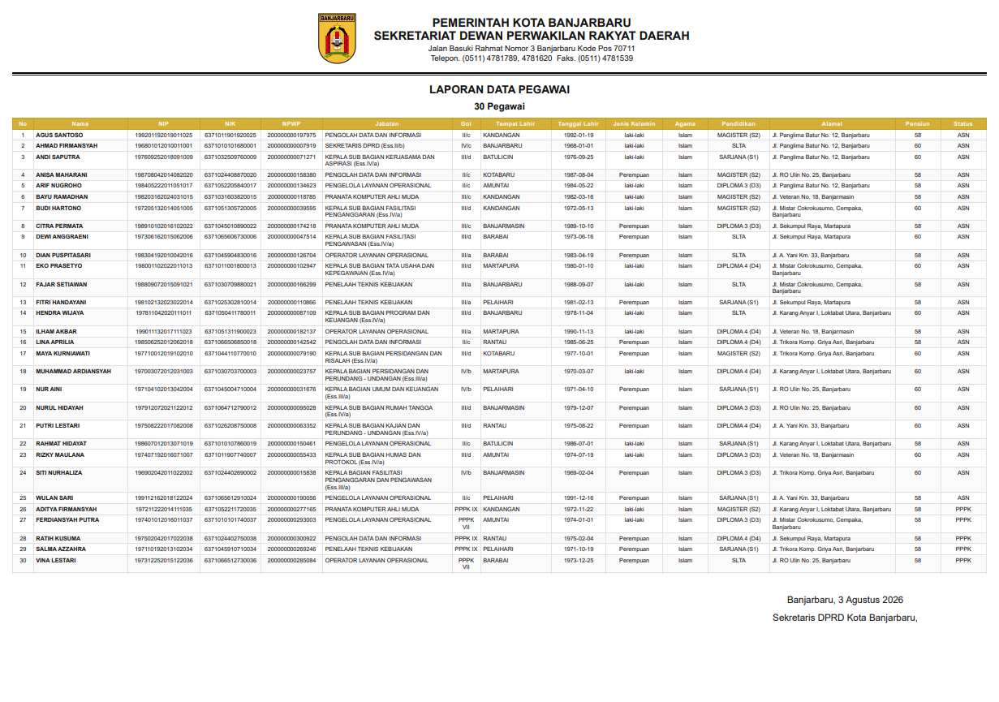 BANJARBARU
PEMERINTAH KOTA BANJARBARU
SEKRETARIAT DEWAN PERWAKILAN RAKYAT DAERAH
Jalan Basuki Rahmat Nomor 3 Banjarbaru Kode Pos 70711
Telepon. (0511) 4781789, 4781620 Faks. (0511) 4781539
LAPORAN DATA PEGAWAI
30 Pegawai
No Nama NIP NIK NPWP Jabatan Gol Tempat Lahir Tanggal Lahir Jenis Kelamin Agama Pendidikan Alamat Pensiun Status
1 AGUS SANTOSO 199201192019011025 6371011901920025 20000000197975 PENGOLAH DATA DAN INFORMASI II/c KANDANGAN 1992-01-19 laki-laki Islam MAGISTER (S2) Jl. Panglima Batur No. 12, Banjarbaru 58 ASN
2 AHMAD FIRMANSYAH 196801012010011001 6371010101680001 200000000007919 SEKRETARIS DPRD (Ess.II/b) IV/c BANJARBARU 1968-01-01 laki-laki Islam SLTA Jl. Panglima Batur No. 12, Banjarbaru 60 ASN
3 ANDI SAPUTRA 197609252018091009 6371032509760009 200000000071271 KEPALA SUB BAGIAN KERJASAMA DAN III/d BATULICIN 1976-09-25 laki-laki Islam SARJANA (S1) Jl. Panglima Batur No. 12, Banjarbaru 60 ASN
ASPIRASI (Ess.IV/a)
4 ANISA MAHARANI 198708042014082020 6371024408870020 200000000158380 PENGOLAH DATA DAN INFORMASI II/c KOTABARU 1987-08-04 Perempuan Islam MAGISTER (S2) Jl. RO Ulin No. 25, Banjarbaru 58 ASN
5 ARIF NUGROHO 198405222011051017 6371052205840017 200000000134623 PENGELOLA LAYANAN OPERASIONAL II/c AMUNTAI 1984-05-22 laki-laki Islam DIPLOMA 3 (D3) Jl. Panglima Batur No. 12, Banjarbaru 58 ASN
6 BAYU RAMADHAN 198203162024031015 6371031603820015 200000000118785 PRANATA KOMPUTER AHLI MUDA III/c KANDANGAN 1982-03-16 laki-laki Islam MAGISTER (S2) Jl. Veteran No. 18, Banjarmasin 58 ASN
7 BUDI HARTONO 197205132014051005 6371051305720005 200000000039595 KEPALA SUB BAGIAN FASILITASI III/d KANDANGAN 1972-05-13 laki-laki Islam MAGISTER (S2) Jl. Mistar Cokrokusumo, Cempaka, 60 ASN
PENGANGGARAN (Ess.IV/a) Banjarbaru
8 CITRA PERMATA 198910102016102022 6371045010890022 200000000174218 PRANATA KOMPUTER AHLI MUDA III/c BANJARMASIN 1989-10-10 Perempuan Islam DIPLOMA 3 (D3) Jl. Sekumpul Raya, Martapura 58 ASN
9 DEWI ANGGRAENI 197306162015062006 6371065606730006 200000000047514 KEPALA SUB BAGIAN FASILITASI III/d BARABAI 1973-06-16 Perempuan Islam SLTA Jl. Sekumpul Raya, Martapura 60 ASN
PENGAWASAN (Ess.IV/a)
10 DIAN PUSPITASARI 198304192010042016 6371045904830016 200000000126704 OPERATOR LAYANAN OPERASIONAL III/a BARABAI 1983-04-19 Perempuan Islam SLTA Jl. A. Yani Km. 33, Banjarbaru 58 ASN
11 EKO PRASETYO 198001102022011013 6371011001800013 200000000102947 KEPALA SUB BAGIAN TATA USAHA DAN III/d MARTAPURA 1980-01-10 laki-laki Islam DIPLOMA 4 (D4) Jl. Mistar Cokrokusumo, Cempaka, 60 ASN
KEPEGAWAIAN (Ess.IV/a) Banjarbaru
12 FAJAR SETIAWAN 198809072015091021 6371030709880021 200000000166299 PENELAAH TEKNIS KEBIJAKAN III/a BANJARBARU 1988-09-07 laki-laki Islam SLTA Jl. Mistar Cokrokusumo, Cempaka, 58 ASN
Banjarbaru
13 FITRI HANDAYANI 198102132023022014 6371025302810014 200000000110866 PENELAAH TEKNIS KEBIJAKAN III/a PELAIHARI 1981-02-13 Perempuan Islam SARJANA (S1) Jl. Sekumpul Raya, Martapura 58 ASN
14 HENDRA WIJAYA 197811042020111011 6371050411780011 200000000087109 KEPALA SUB BAGIAN PROGRAM DAN III/d BANJARBARU 1978-11-04 laki-laki Islam SLTA Jl. Karang Anyar I, Loktabat Utara, Banjarbaru 60 ASN
KEUANGAN (Ess.IV/a)
15 ILHAM AKBAR 199011132017111023 6371051311900023 200000000182137 OPERATOR LAYANAN OPERASIONAL III/a MARTAPURA 1990-11-13 laki-laki Islam DIPLOMA 4 (D4) Jl. Veteran No. 18, Banjarmasin 58 ASN
16 LINA APRILIA 198506252012062018 6371066506850018 200000000142542 PENGOLAH DATA DAN INFORMASI II/c RANTAU 1985-06-25 Perempuan Islam DIPLOMA 4 (D4) Jl. Trikora Komp. Griya Asri, Banjarbaru 58 ASN
17 MAYA KURNIAWATI 197710012019102010 6371044110770010 200000000079190 KEPALA SUB BAGIAN PERSIDANGAN DAN III/d KOTABARU 1977-10-01 Perempuan Islam MAGISTER (S2) Jl. Trikora Komp. Griya Asri, Banjarbaru 60 ASN
RISALAH (Ess.IV/a)
18 MUHAMMAD ARDIANSYAH 197003072012031003 6371030703700003 200000000023757 KEPALA BAGIAN PERSIDANGAN DAN IV/b MARTAPURA 1970-03-07 laki-laki Islam DIPLOMA 4 (D4) Jl. Karang Anyar I, Loktabat Utara, Banjarbaru 60 ASN
PERUNDANG - UNDANGAN (Ess.III/a)
19 NUR AINI 197104102013042004 6371045004710004 200000000031676 KEPALA BAGIAN UMUM DAN KEUANGAN IV/b PELAIHARI 1971-04-10 Perempuan Islam SARJANA (S1) Jl. RO Ulin No. 25, Banjarbaru 60 ASN
(Ess.III/a)
20 NURUL HIDAYAH 197912072021122012 6371064712790012 200000000095028 KEPALA SUB BAGIAN RUMAH TANGGA III/d BANJARMASIN 1979-12-07 Perempuan Islam DIPLOMA 3 (D3) Jl. RO Ulin No. 25, Banjarbaru 60 ASN
(Ess.IV/a)
21 PUTRI LESTARI 197508222017082008 6371026208750008 200000000063352 KEPALA SUB BAGIAN KAJIAN DAN III/d RANTAU 1975-08-22 Perempuan Islam DIPLOMA 4 (D4) Jl. A. Yani Km. 33, Banjarbaru 60 ASN
PERUNDANG - UNDANGAN (Ess.IV/a)
22 RAHMAT HIDAYAT 198607012013071019 6371010107860019 200000000150461 PENGELOLA LAYANAN OPERASIONAL II/c BATULICIN 1986-07-01 laki-laki Islam SARJANA (S1) Jl. Karang Anyar I, Loktabat Utara, Banjarbaru 58 ASN
23 RIZKY MAULANA 197407192016071007 6371011907740007 200000000055433 KEPALA SUB BAGIAN HUMAS DAN III/d AMUNTAI 1974-07-19 laki-laki Islam DIPLOMA 3 (D3) Jl. Veteran No. 18, Banjarmasin 60 ASN
PROTOKOL (Ess.IV/a)
24 SITI NURHALIZA 196902042011022002 6371024402690002 200000000015838 KEPALA BAGIAN FASILITASI IV/b BANJARMASIN 1969-02-04 Perempuan Islam DIPLOMA 3 (D3) Jl. Trikora Komp. Griya Asri, Banjarbaru 60 ASN
PENGANGGARAN DAN PENGAWASAN
(Ess.III/a)
25 WULAN SARI 199112162018122024 6371065612910024 200000000190056 PENGELOLA LAYANAN OPERASIONAL II/c PELAIHARI 1991-12-16 Perempuan Islam SARJANA (S1) Jl. A. Yani Km. 33, Banjarbaru 58 ASN
26 ADITYA FIRMANSYAH 197211222014111035 6371052211720035 200000000277165 PRANATA KOMPUTER AHLI MUDA PPPK IX KANDANGAN 1972-11-22 laki-laki Islam MAGISTER (S2) Jl. Karang Anyar I, Loktabat Utara, Banjarbaru 58 PPPK
27 FERDIANSYAH PUTRA 197401012016011037 6371010101740037 200000000293003 PENGELOLA LAYANAN OPERASIONAL PPPK AMUNTAI 1974-01-01 laki-laki Islam DIPLOMA 3 (D3) Jl. Mistar Cokrokusumo, Cempaka, 58 PPPK
VII Banjarbaru
28 RATIH KUSUMA 197502042017022038 6371024402750038 200000000300922 PENGOLAH DATA DAN INFORMASI PPPK IX RANTAU 1975-02-04 Perempuan Islam DIPLOMA 4 (D4) Jl. Sekumpul Raya, Martapura 58 PPPK
29 SALMA AZZAHRA 197110192013102034 6371045910710034 200000000269246 PENELAAH TEKNIS KEBIJAKAN PPPK IX PELAIHARI 1971-10-19 Perempuan Islam SARJANA (S1) Jl. Trikora Komp. Griya Asri, Banjarbaru 58 PPPK
30 VINA LESTARI 197312252015122036 6371066512730036 200000000285084 OPERATOR LAYANAN OPERASIONAL PPPK BARABAI 1973-12-25 Perempuan Islam SLTA Jl. RO Ulin No. 25, Banjarbaru 58 PPPK
VII
Banjarbaru, 3 Agustus 2026
Sekretaris DPRD Kota Banjarbaru,